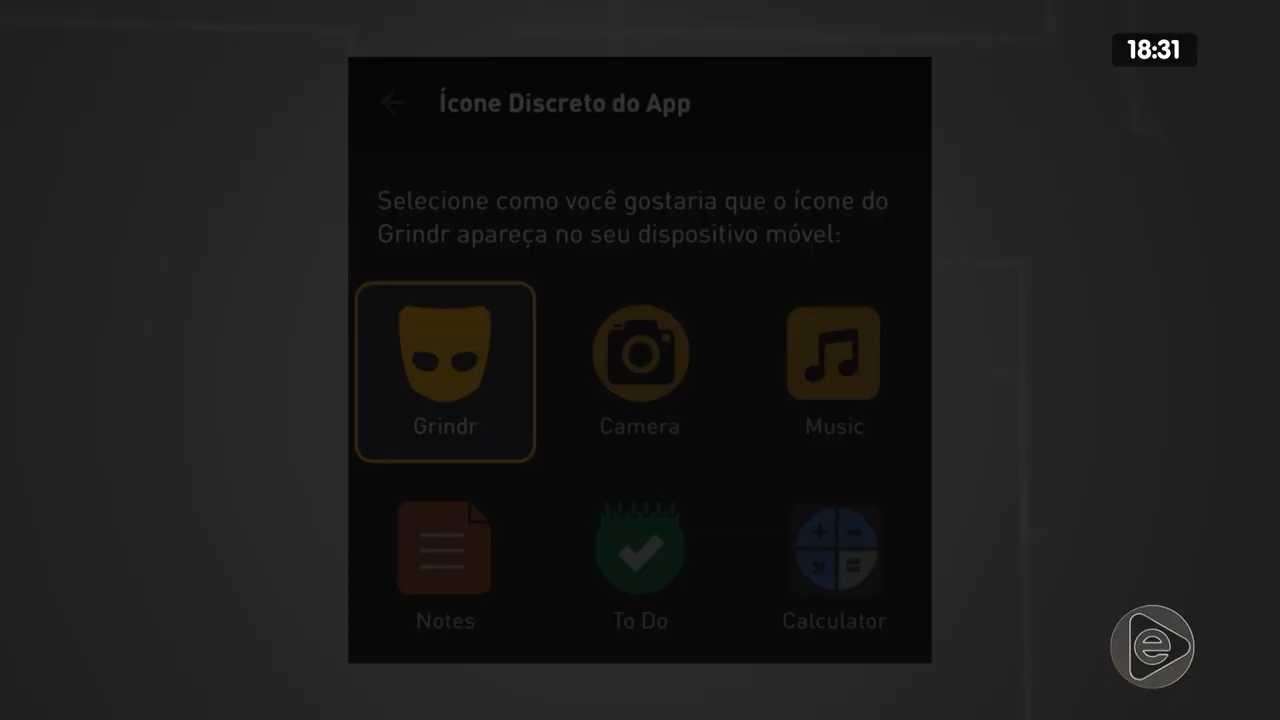 18:31
Ícone Discreto do App
Selecione como você gostaria que o ícone do
Grindr apareça no seu dispositivo móvel:
Grindr
Camera
Music
Notes
To Do
Calculator
e